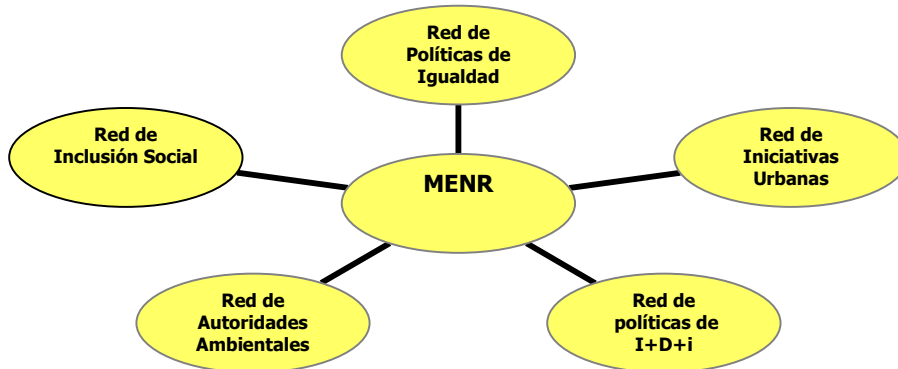 Red de
Políticas de
Igualdad
Red de
Inclusión Social
MENR
Red de
Iniciativas
Urbanas
Red de
Autoridades
Ambientales
Red de
políticas de
I+D+i